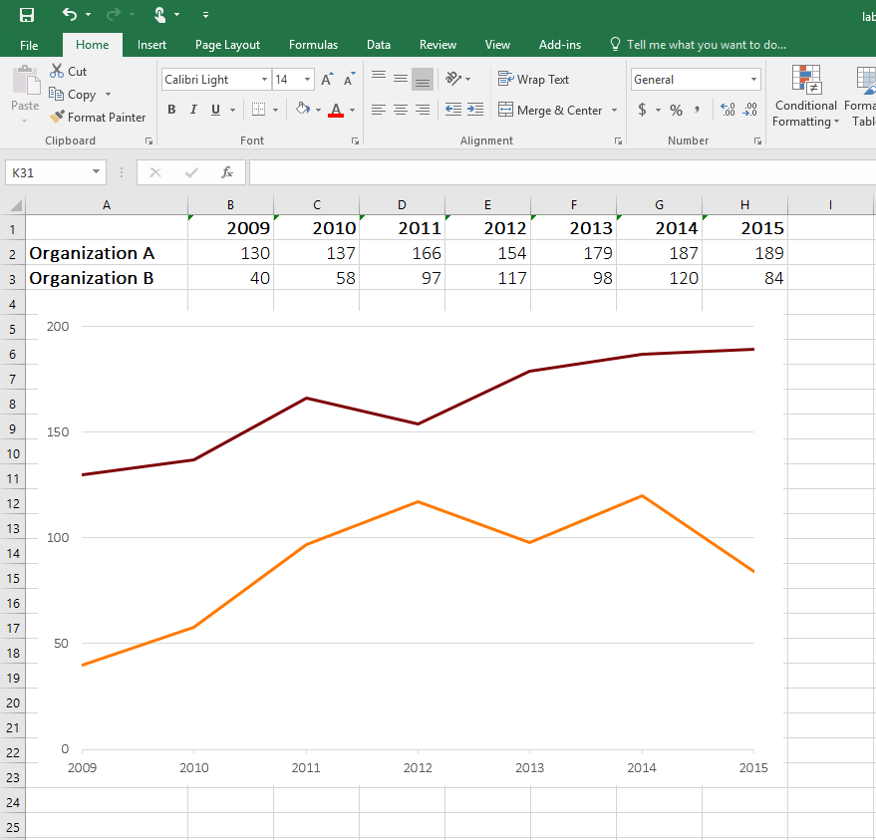 lab
File Home Insert Page Layout Formulas Data Review View Add-ins Tell me what you want to do...
Paste
Cut
Copy
Format Painter
Clipboard
Calibri Light 14 A A
B I U A
Font
Wrap Text
Merge & Center
Alignment
General
$ % , .00 .0
Number
Conditional Formatting
Forma
Tabl
K31 fx
A B C D E F G H I
1 2009 2010 2011 2012 2013 2014 2015
2 Organization A 130 137 166 154 179 187 189
3 Organization B 40 58 97 117 98 120 84
4
5
6
7
8
9
10
11
12
13
14
15
16
17
18
19
20
21
22
23
24
25
200
150
100
50
0
2009 2010 2011 2012 2013 2014 2015